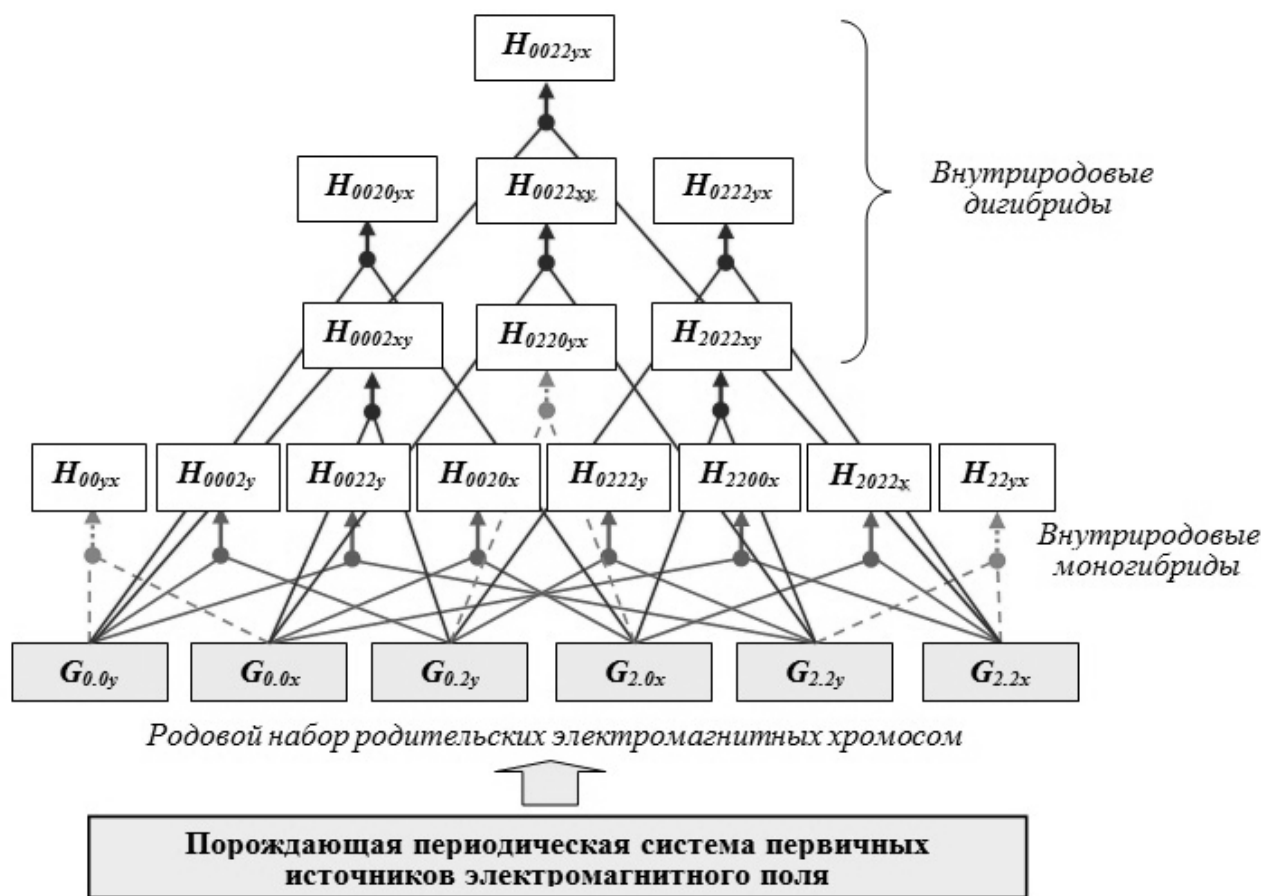 H0022yx
H0020yx
H0022xy
H0222yx
Внутриродовые
дигибриды
H0002xy
H0220yx
H2022xy
H00yx
H0002y
H0022y
H0020x
H0222y
H2200x
H2022x
H22yx
Внутриродовые
моногибриды
G0.0y
G0.0x
G0.2y
G2.0x
G2.2y
G2.2x
Родовой набор родительских электромагнитных хромосом
Порождающая периодическая система первичных
источников электромагнитного поля